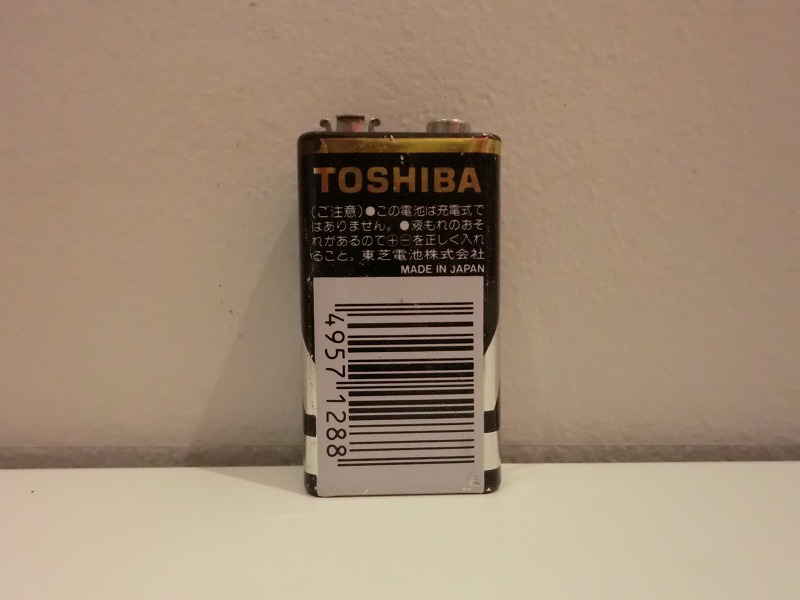 TOSHIBA
(ご注意)●この電池は充電式で
はありません。●液もれのおそ
れがあるので⊕⊖を正しく入れ
ること。東芝電池株式会社
MADE IN JAPAN
49571288